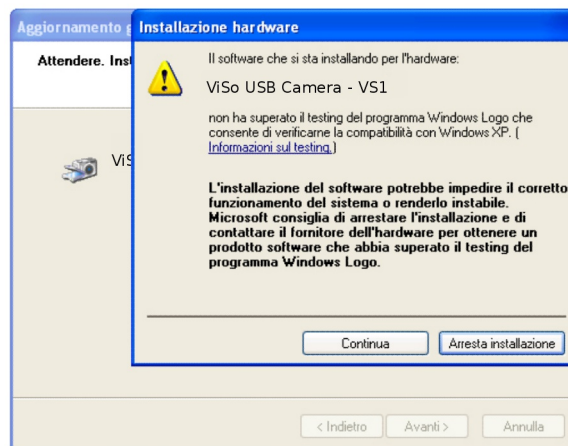 Aggiornamento
Installazione hardware
Attendere. Inst
Il software che si sta installando per l'hardware:
ViSo USB Camera - VS1
non ha superato il testing del programma Windows Logo che
consente di verificarne la compatibilità con Windows XP. (
Informazioni sul testing.)
ViS
L'installazione del software potrebbe impedire il corretto
funzionamento del sistema o renderlo instabile.
Microsoft consiglia di arrestare l'installazione e di
contattare il fornitore dell'hardware per ottenere un
prodotto software che abbia superato il testing del
programma Windows Logo.
Continua
Arresta installazione
< Indietro
Avanti >
Annulla